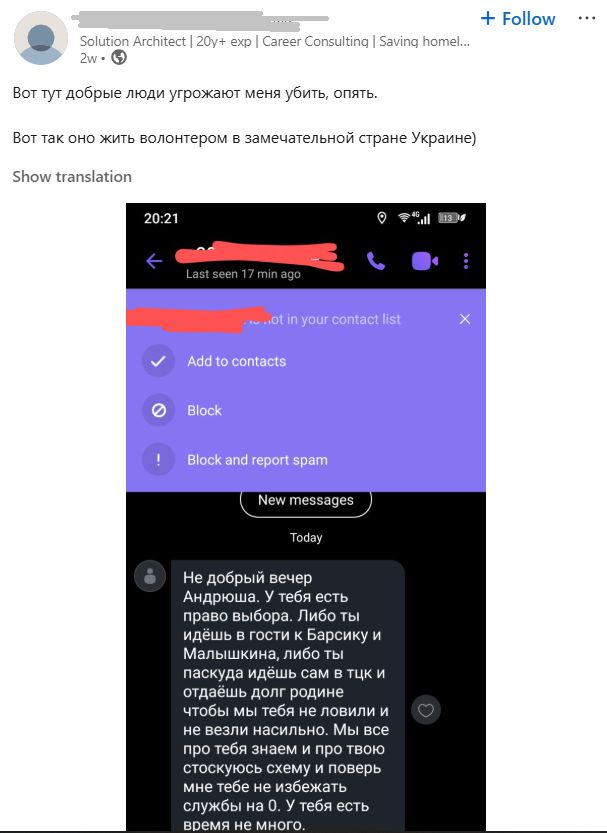 + Follow
Solution Architect | 20y+ exp | Career Consulting | Saving homel...
2w •
Вот тут добрые люди угрожают меня убить, опять.
Вот так оно жить волонтером в замечательной стране Украине)
Show translation
20:21
4G
13
Last seen 17 min ago
is not in your contact list
Add to contacts
Block
Block and report spam
New messages
Today
Не добрый вечер
Андрюша. У тебя есть
право выбора. Либо ты
идёшь в гости к Барсику и
Малышкина, либо ты
паскуда идёшь сам в тцк и
отдаёшь долг родине
чтобы мы тебя не ловили и
не везли насильно. Мы все
про тебя знаем и про твою
стоскуюсь схему и поверь
мне тебе не избежать
службы на 0. У тебя есть
время не много.